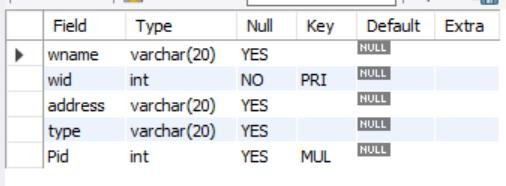 Field Type Null Key Default Extra
wname varchar(20) YES NULL
wid int NO PRI NULL
address varchar(20) YES NULL
type varchar(20) YES NULL
Pid int YES MUL NULL